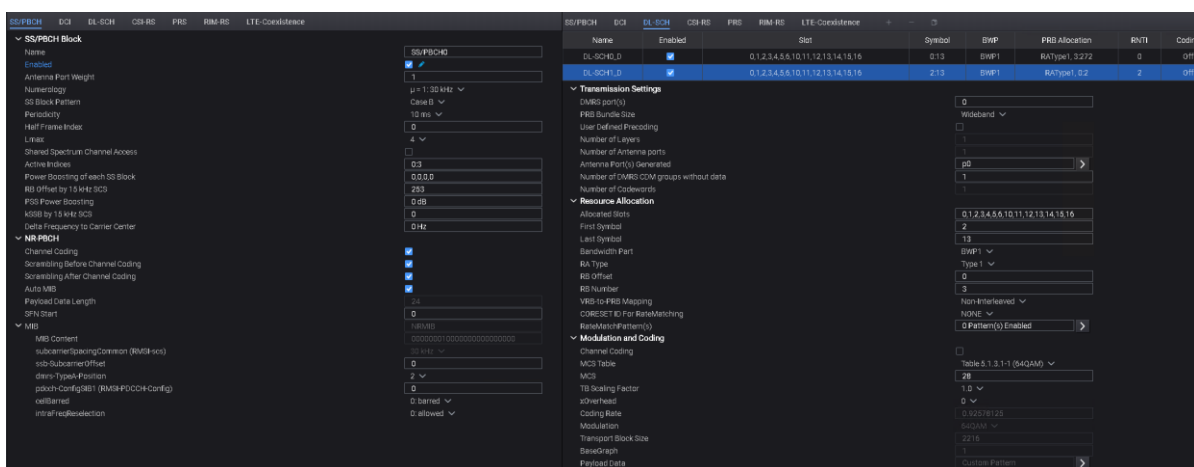 SS/PBCH DCI DL-SCH CSI-RS PRS RIM-RS LTE-Coexistence
SS/PBCH Block
Name SS/PBCH0
Enabled
Antenna Port Weight 1
Numerology μ = 1: 30 kHz
SS Block Pattern Case B
Periodicity 10 ms
Half Frame Index 0
Lmax 4
Shared Spectrum Channel Access
Active Indices 0:3
Power Boosting of each SS Block 0,0,0,0
RB Offset by 15 kHz SCS 253
PSS Power Boosting 0 dB
kSSB by 15 kHz SCS 0
Delta Frequency to Carrier Center 0 Hz
NR-PBCH
Channel Coding
Scrambling Before Channel Coding
Scrambling After Channel Coding
Auto MIB
Payload Data Length 24
SFN Start 0
MIB NRMIB
MIB Content
subcarrierSpacingCommon (RMSI-scs) 30 kHz
ssb-SubcarrierOffset 0
dmrs-TypeA-Position 2
pdcch-ConfigSIB1 (RMSI-PDCCH-Config) 0
cellBarred 0: barred
intraFreqReselection 0: allowed
SS/PBCH DCI DL-SCH CSI-RS PRS RIM-RS LTE-Coexistence + −
Name Enabled Slot Symbol BWP PRB Allocation RNTI Codin
DL-SCH0_D 0,1,2,3,4,5,6,10,11,12,13,14,15,16 0:13 BWP1 RAType1, 3:272 0 Off
DL-SCH1_D 0,1,2,3,4,5,6,10,11,12,13,14,15,16 2:13 BWP1 RAType1, 0:2 2 Off
Transmission Settings
DMRS port(s) 0
PRB Bundle Size Wideband
User Defined Precoding
Number of Layers 1
Number of Antenna ports 1
Antenna Port(s) Generated p0
Number of DMRS CDM groups without data 1
Number of Codewords 1
Resource Allocation
Allocated Slots 0,1,2,3,4,5,6,10,11,12,13,14,15,16
First Symbol 2
Last Symbol 13
Bandwidth Part BWP1
RA Type Type 1
RB Offset 0
RB Number 3
VRB-to-PRB Mapping Non-Interleaved
CORESET ID For RateMatching NONE
RateMatchPattern(s) 0 Pattern(s) Enabled
Modulation and Coding
Channel Coding
MCS Table Table 5.1.3.1-1 (64QAM)
MCS 28
TB Scaling Factor 1.0
xOverhead 0
Coding Rate 0.92578125
Modulation 64QAM
Transport Block Size 2216
BaseGraph 1
Payload Data Custom Pattern